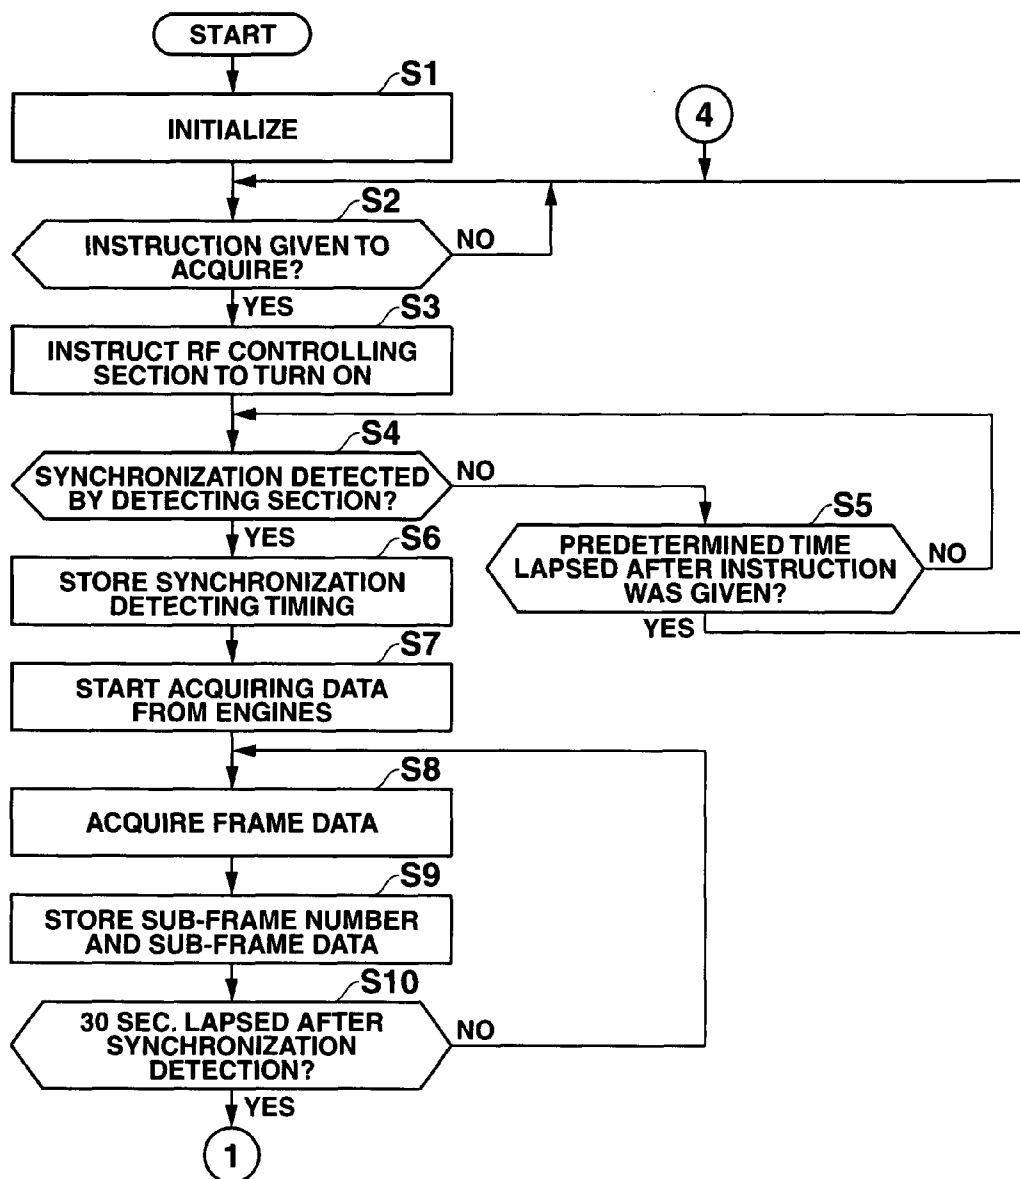 START
S1
INITIALIZE
4
S2
INSTRUCTION GIVEN TO
ACQUIRE?
NO
YES
S3
INSTRUCT RF CONTROLLING
SECTION TO TURN ON
S4
SYNCHRONIZATION DETECTED
BY DETECTING SECTION?
NO
YES
S5
PREDETERMINED TIME
LAPSED AFTER INSTRUCTION
WAS GIVEN?
NO
YES
S6
STORE SYNCHRONIZATION
DETECTING TIMING
S7
START ACQUIRING DATA
FROM ENGINES
S8
ACQUIRE FRAME DATA
S9
STORE SUB-FRAME NUMBER
AND SUB-FRAME DATA
S10
30 SEC. LAPSED AFTER
SYNCHRONIZATION
DETECTION?
NO
YES
1